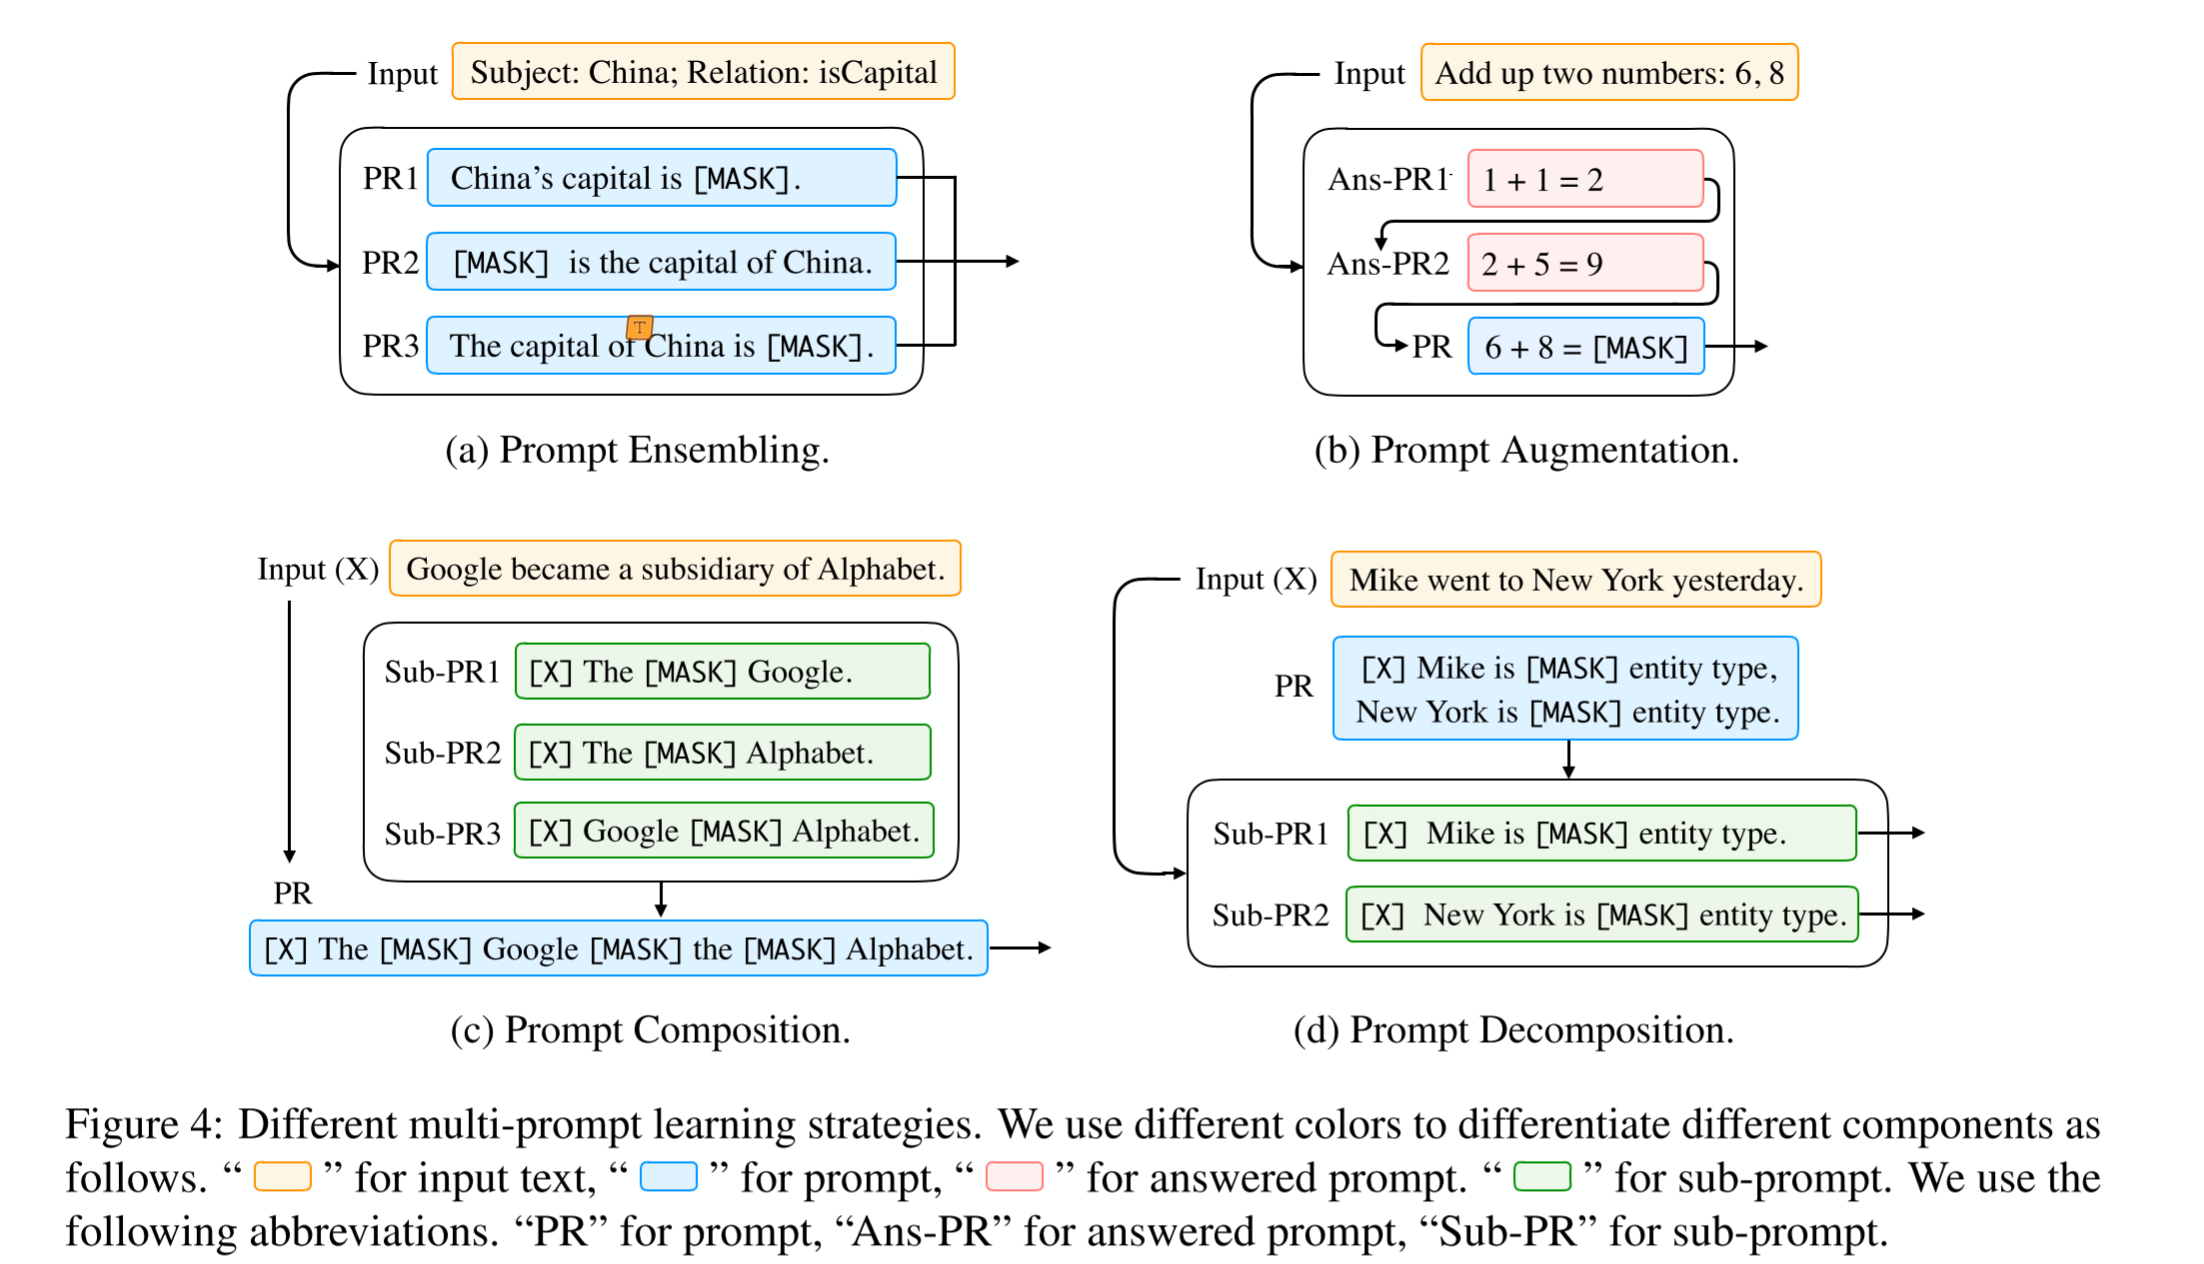 Input Subject: China; Relation: isCapital
PR1 China's capital is [MASK].
PR2 [MASK] is the capital of China.
T
PR3 The capital of China is [MASK].
(a) Prompt Ensembling.
Input Add up two numbers: 6, 8
Ans-PR1 1 + 1 = 2
Ans-PR2 2 + 5 = 9
PR 6 + 8 = [MASK]
(b) Prompt Augmentation.
Input (X) Google became a subsidiary of Alphabet.
Sub-PR1 [X] The [MASK] Google.
Sub-PR2 [X] The [MASK] Alphabet.
Sub-PR3 [X] Google [MASK] Alphabet.
PR
[X] The [MASK] Google [MASK] the [MASK] Alphabet.
(c) Prompt Composition.
Input (X) Mike went to New York yesterday.
PR [X] Mike is [MASK] entity type,
New York is [MASK] entity type.
Sub-PR1 [X] Mike is [MASK] entity type.
Sub-PR2 [X] New York is [MASK] entity type.
(d) Prompt Decomposition.
Figure 4: Different multi-prompt learning strategies. We use different colors to differentiate different components as
follows. “ ” for input text, “ ” for prompt, “ ” for answered prompt. “ ” for sub-prompt. We use the
following abbreviations. “PR” for prompt, “Ans-PR” for answered prompt, “Sub-PR” for sub-prompt.